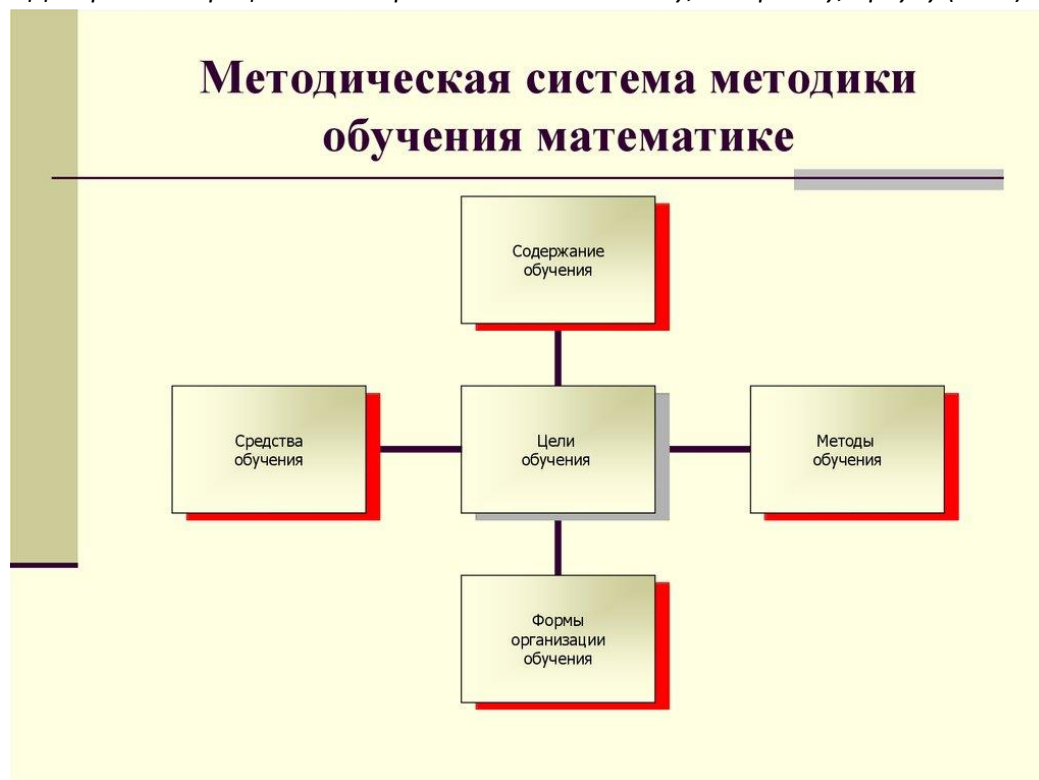 Методическая система методики
обучения математике
Содержание
обучения
Средства
обучения
Цели
обучения
Методы
обучения
Формы
организации
обучения